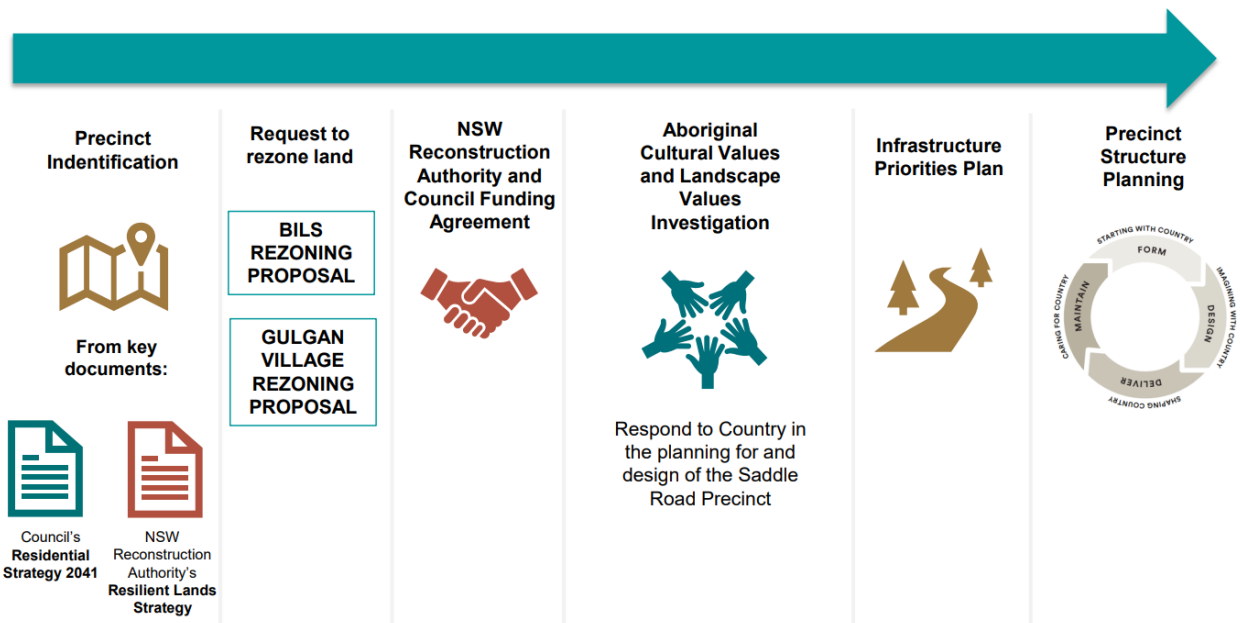 Precinct
Indentification
From key
documents:
Council's
Residential
Strategy 2041
NSW
Reconstruction
Authority's
Resilient Lands
Strategy
Request to
rezone land
BILS
REZONING
PROPOSAL
GULGAN
VILLAGE
REZONING
PROPOSAL
NSW
Reconstruction
Authority and
Council Funding
Agreement
Aboriginal
Cultural Values
and Landscape
Values
Investigation
Respond to Country in
the planning for and
design of the Saddle
Road Precinct
Infrastructure
Priorities Plan
Precinct
Structure
Planning
STARTING WITH COUNTRY
FORM
IMAGINING WITH COUNTRY
DESIGN
SHAPING COUNTRY
DELIVER
CARING FOR COUNTRY
MAINTAIN